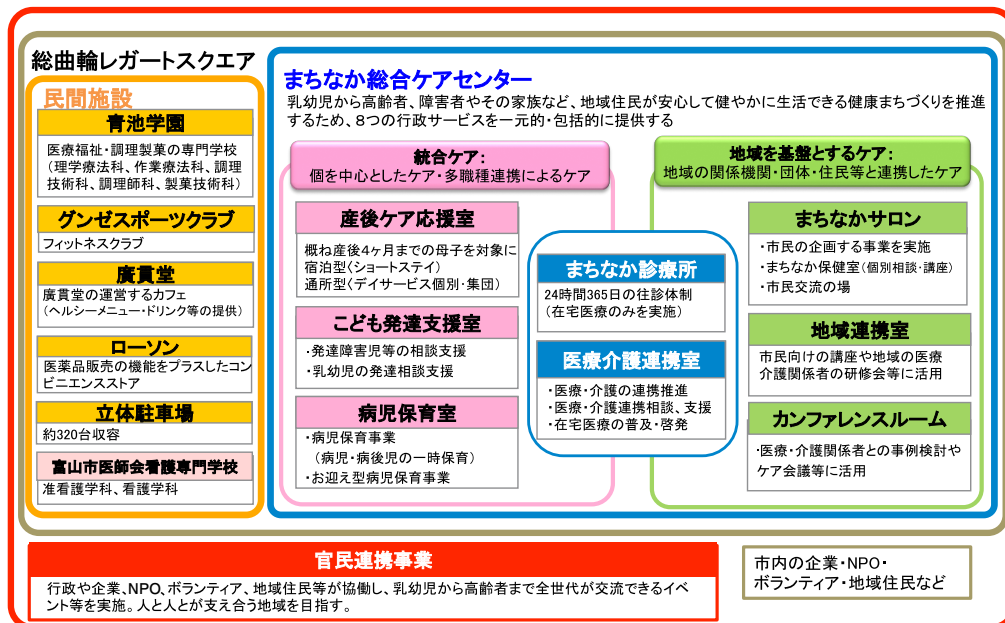 総曲輪レガートスクエア
民間施設
青池学園
医療福祉・調理製菓の専門学校
(理学療法科、作業療法科、調理
技術科、調理師科、製菓技術科)
グンゼスポーツクラブ
フィットネスクラブ
廣貫堂
廣貫堂の運営するカフェ
(ヘルシーメニュー・ドリンク等の提供)
ローソン
医薬品販売の機能をプラスしたコン
ビニエンスストア
立体駐車場
約320台収容
富山市医師会看護専門学校
准看護学科、看護学科
まちなか総合ケアセンター
乳幼児から高齢者、障害者やその家族など、地域住民が安心して健やかに生活できる健康まちづくりを推進
するため、8つの行政サービスを一元的・包括的に提供する
統合ケア:
個を中心としたケア・多職種連携によるケア
産後ケア応援室
概ね産後4ヶ月までの母子を対象に
宿泊型(ショートステイ)
通所型(デイサービス個別・集団)
こども発達支援室
・発達障害児等の相談支援
・乳幼児の発達相談支援
病児保育室
・病児保育事業
(病児・病後児の一時保育)
・お迎え型病児保育事業
まちなか診療所
24時間365日の往診体制
(在宅医療のみを実施)
医療介護連携室
・医療・介護の連携推進
・医療・介護連携相談、支援
・在宅医療の普及・啓発
地域を基盤とするケア:
地域の関係機関・団体・住民等と連携したケア
まちなかサロン
・市民の企画する事業を実施
・まちなか保健室(個別相談・講座)
・市民交流の場
地域連携室
市民向けの講座や地域の医療
介護関係者の研修会等に活用
カンファレンスルーム
・医療・介護関係者との事例検討や
ケア会議等に活用
官民連携事業
行政や企業、NPO、ボランティア、地域住民等が協働し、乳幼児から高齢者まで全世代が交流できるイベ
ント等を実施。人と人とが支え合う地域を目指す。
市内の企業・NPO・
ボランティア・地域住民など